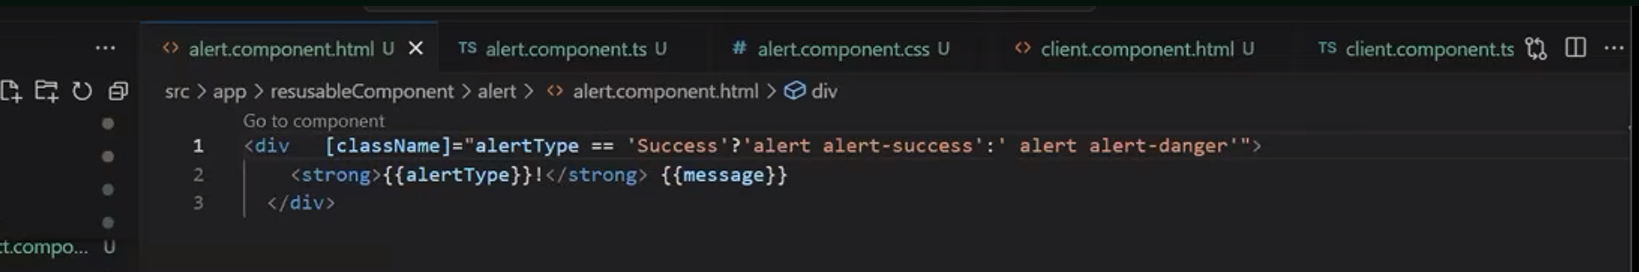 ··· <> alert.component.html U × TS alert.component.ts U # alert.component.css U <> client.component.html U TS client.component.ts ···
src > app > resusableComponent > alert > <> alert.component.html > div
Go to component
1 <div   [className]="alertType == 'Success'?'alert alert-success':' alert alert-danger'">
2     <strong>{{alertType}}!</strong> {{message}}
3   </div>
t.compo... U